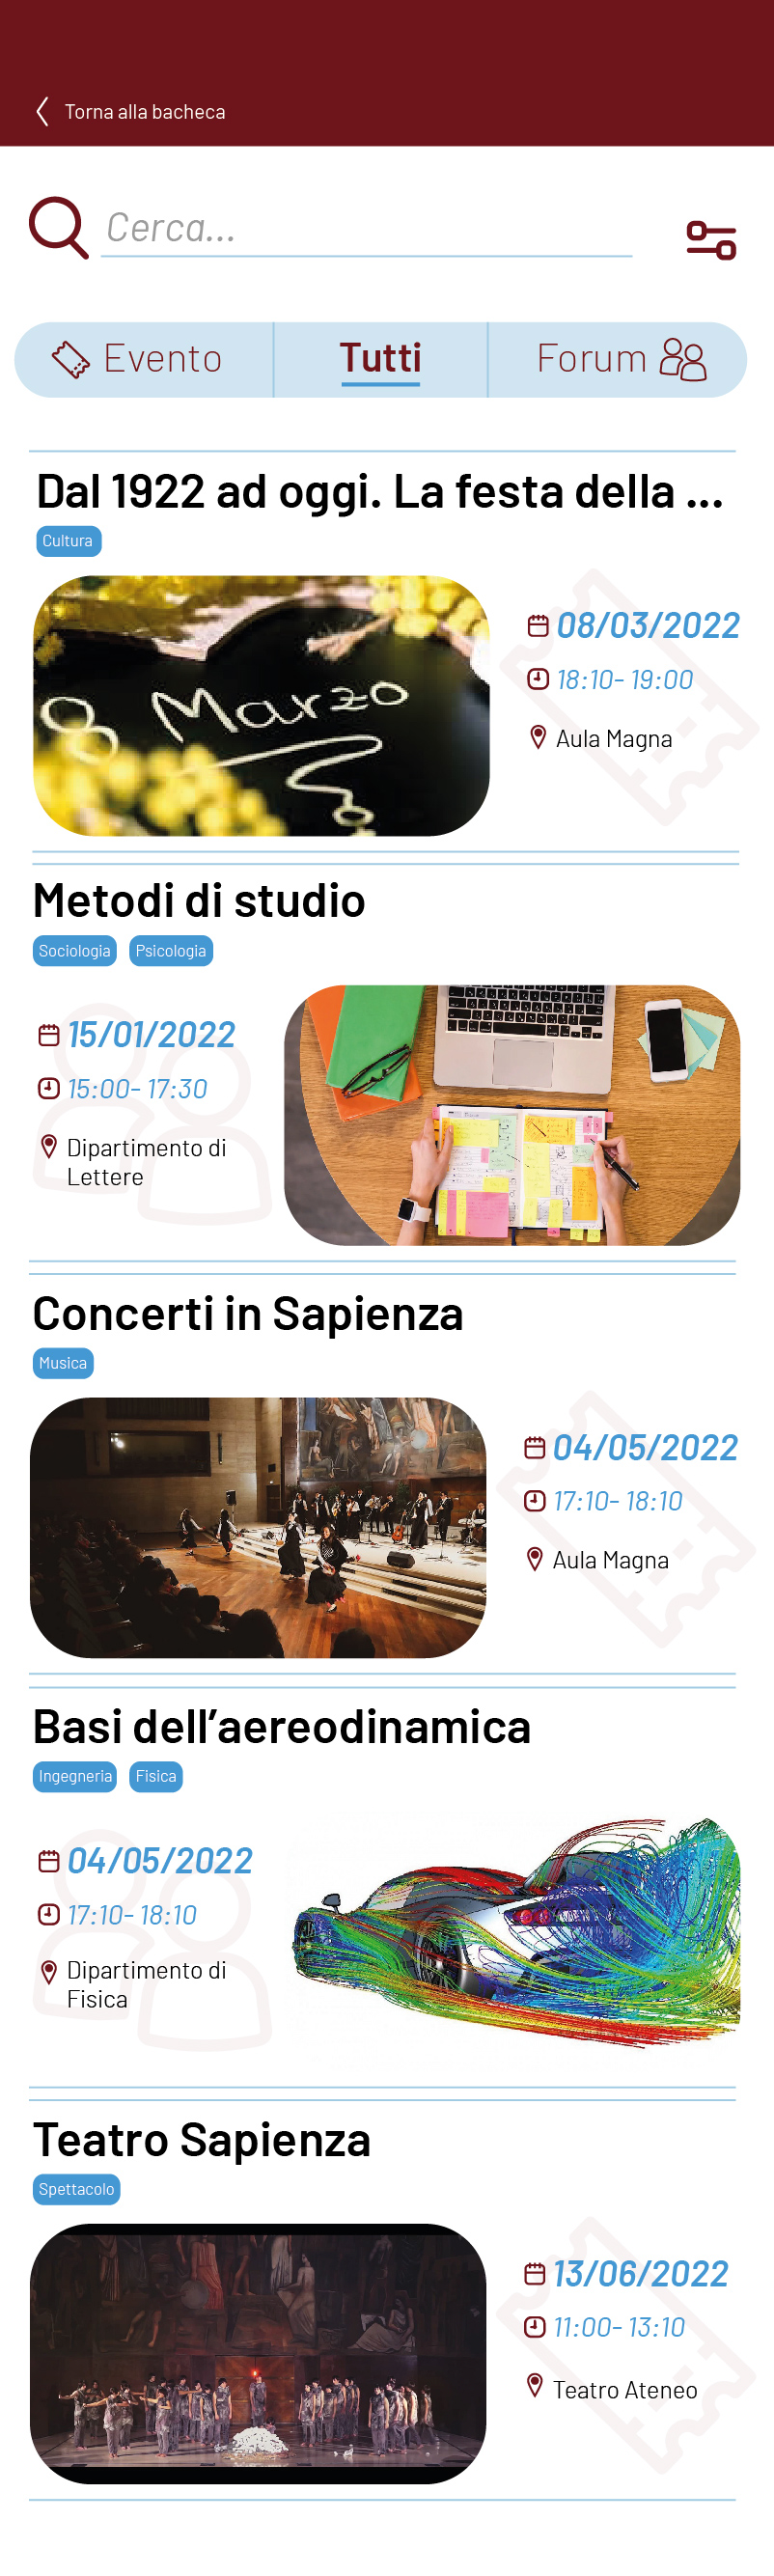 Torna alla bacheca
Cerca...
Evento
Tutti
Forum
Dal 1922 ad oggi. La festa della ...
Cultura
8 Marzo
08/03/2022
18:10- 19:00
Aula Magna
Metodi di studio
Sociologia
Psicologia
15/01/2022
15:00- 17:30
Dipartimento di
Lettere
Concerti in Sapienza
Musica
04/05/2022
17:10- 18:10
Aula Magna
Basi dell’aereodinamica
Ingegneria
Fisica
04/05/2022
17:10- 18:10
Dipartimento di
Fisica
Teatro Sapienza
Spettacolo
13/06/2022
11:00- 13:10
Teatro Ateneo